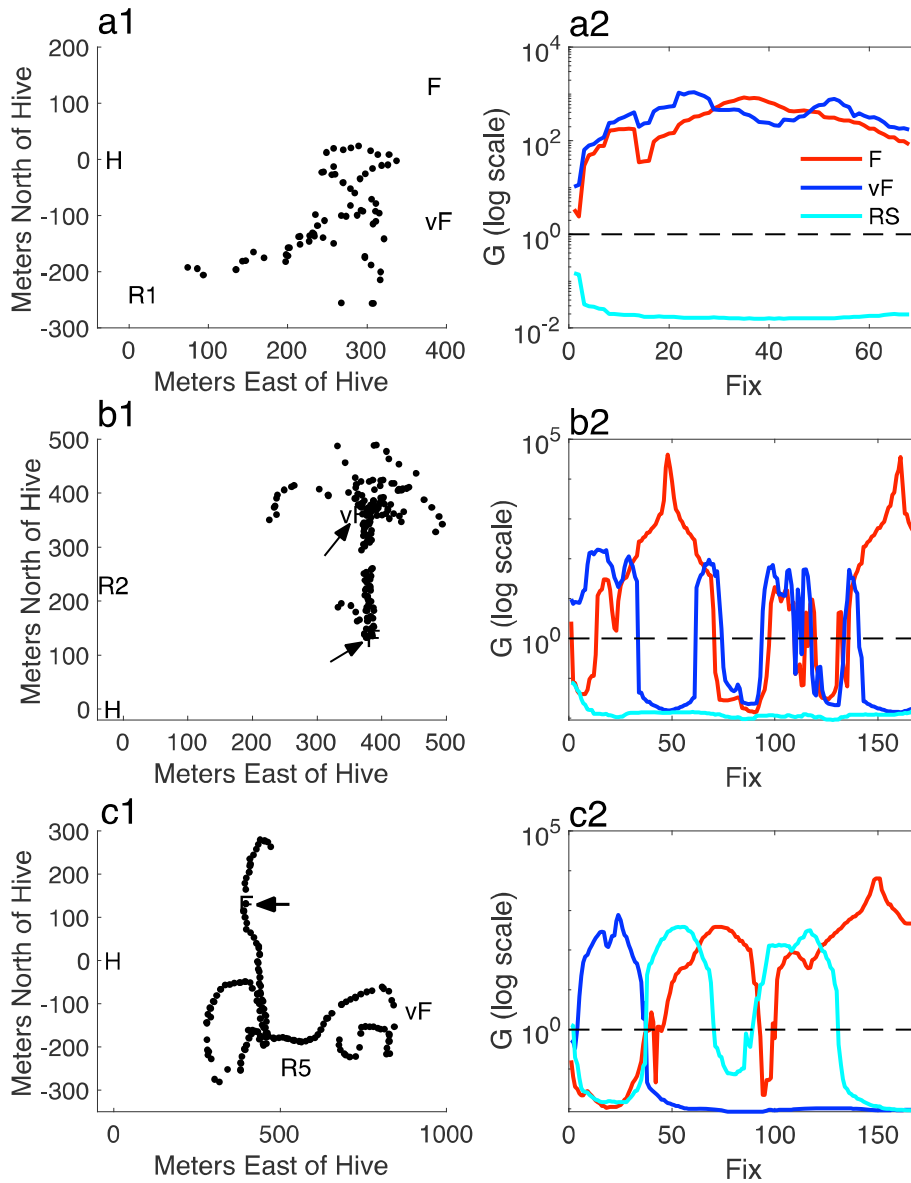 a1
200
100
0
-100
-200
-300
Meters North of Hive
H
F
vF
R1
0 100 200 300 400
Meters East of Hive
a2
10^4
10^2
10^0
10^-2
G (log scale)
F
vF
RS
0 20 40 60
Fix
b1
500
400
300
200
100
0
Meters North of Hive
vF
R2
F
H
0 100 200 300 400 500
Meters East of Hive
b2
10^5
10^0
G (log scale)
0 50 100 150
Fix
c1
300
200
100
0
-100
-200
-300
Meters North of Hive
F
H
vF
R5
0 500 1000
Meters East of Hive
c2
10^5
10^0
G (log scale)
0 50 100 150
Fix